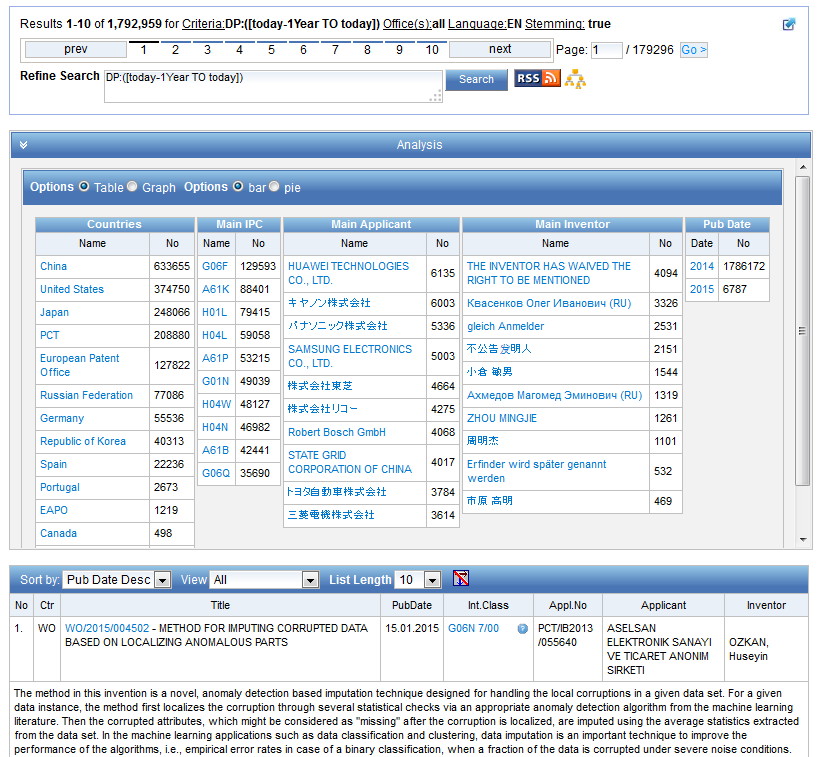 Results 1-10 of 1,792,959 for Criteria:DP:([today-1Year TO today]) Office(s):all Language:EN Stemming: true
prev 1 2 3 4 5 6 7 8 9 10 next Page: 1 / 179296 Go >
Refine Search DP:([today-1Year TO today]) Search RSS
Analysis
Options Table Graph Options bar pie
Countries
Name No
China 633655
United States 374750
Japan 248066
PCT 208880
European Patent
Office 127822
Russian Federation 77086
Germany 55536
Republic of Korea 40313
Spain 22236
Portugal 2673
EAPO 1219
Canada 498
Main IPC
Name No
G06F 129593
A61K 88401
H01L 79415
H04L 59058
A61P 53215
G01N 49039
H04W 48127
H04N 46982
A61B 42441
G06Q 35690
Main Applicant
Name No
HUAWEI TECHNOLOGIES
CO., LTD. 6135
キヤノン株式会社 6003
パナソニック株式会社 5336
SAMSUNG ELECTRONICS
CO., LTD. 5003
株式会社東芝 4664
株式会社リコー 4275
Robert Bosch GmbH 4068
STATE GRID
CORPORATION OF CHINA 4017
トヨタ自動車株式会社 3784
三菱電機株式会社 3614
Main Inventor
Name No
THE INVENTOR HAS WAIVED THE
RIGHT TO BE MENTIONED 4094
Квасенков Олег Иванович (RU) 3326
gleich Anmelder 2531
不公告发明人 2151
小倉 敏男 1544
Ахмедов Магомед Эминович (RU) 1319
ZHOU MINGJIE 1261
周明杰 1101
Erfinder wird später genannt
werden 532
市原 高明 469
Pub Date
Date No
2014 1786172
2015 6787
Sort by: Pub Date Desc View All List Length 10
No Ctr Title PubDate Int.Class Appl.No Applicant Inventor
1. WO WO/2015/004502 - METHOD FOR IMPUTING CORRUPTED DATA
BASED ON LOCALIZING ANOMALOUS PARTS
15.01.2015
G06N 7/00
PCT/IB2013
/055640
ASELSAN
ELEKTRONIK SANAYI
VE TICARET ANONIM
SIRKETI
OZKAN,
Huseyin
The method in this invention is a novel, anomaly detection based imputation technique designed for handling the local corruptions in a given data set. For a given
data instance, the method first localizes the corruption through several statistical checks via an appropriate anomaly detection algorithm from the machine learning
literature. Then the corrupted attributes, which might be considered as "missing" after the corruption is localized, are imputed using the average statistics extracted
from the data set. In the machine learning applications such as data classification and clustering, data imputation is an important technique to improve the
performance of the algorithms, i.e., empirical error rates in case of a binary classification, when a fraction of the data is corrupted under severe noise conditions.